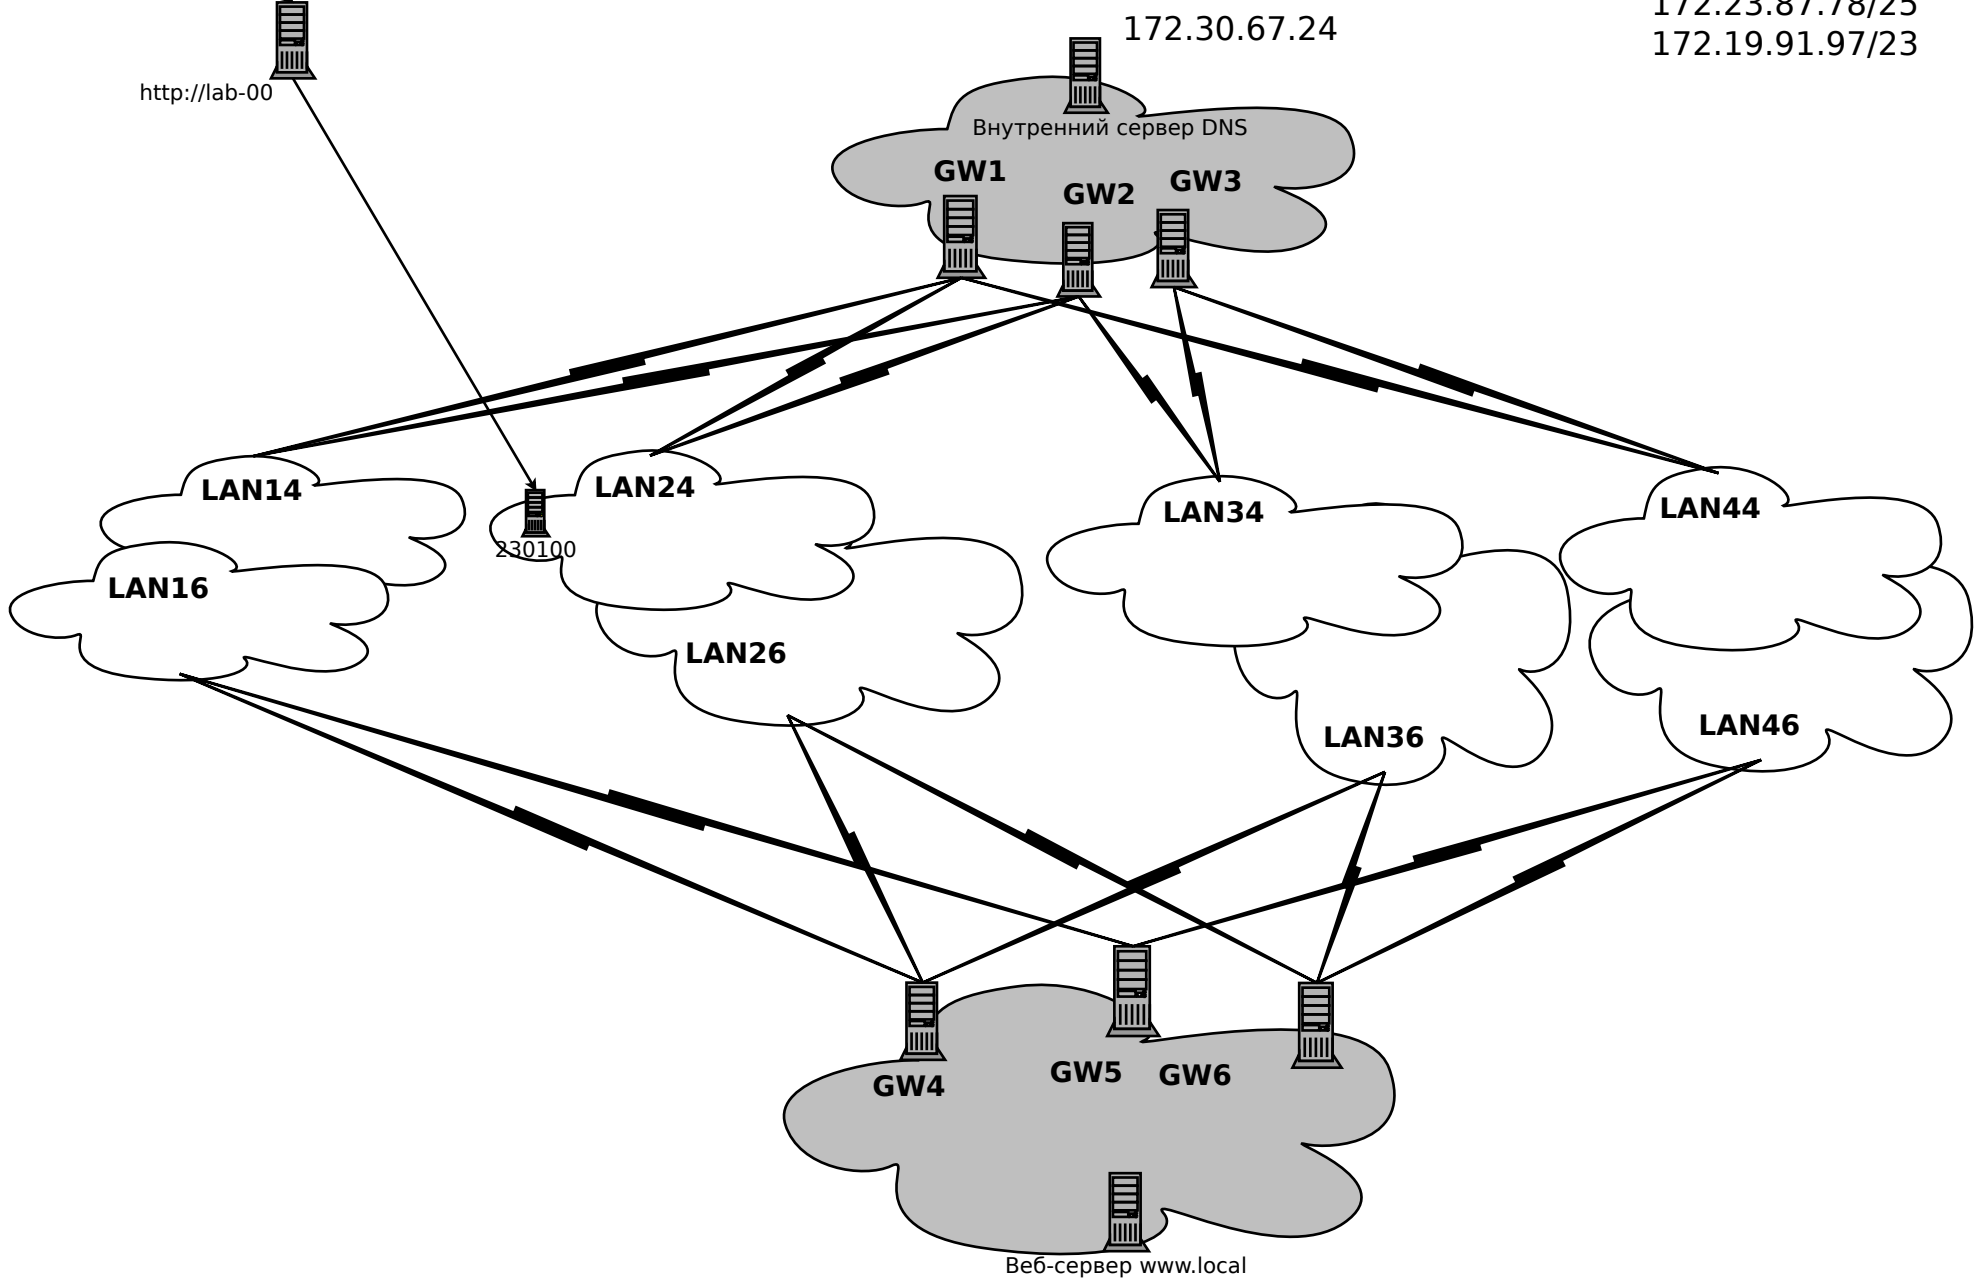 172.23.87.78/25
172.30.67.24
172.19.91.97/23
http://lab-00
Внутренний сервер DNS
GW1
GW2
GW3
LAN14
LAN24
LAN34
LAN44
230100
LAN16
LAN26
LAN36
LAN46
GW4
GW5
GW6
Веб-сервер www.local